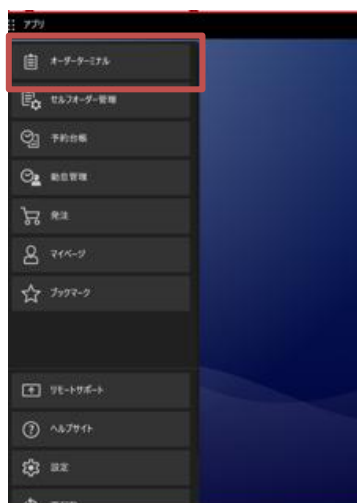 アプリ
オーダーターミナル
セルフオーダー管理
予約台帳
勤怠管理
発注
マイページ
ブックマーク
リモートサポート
ヘルプサイト
設定